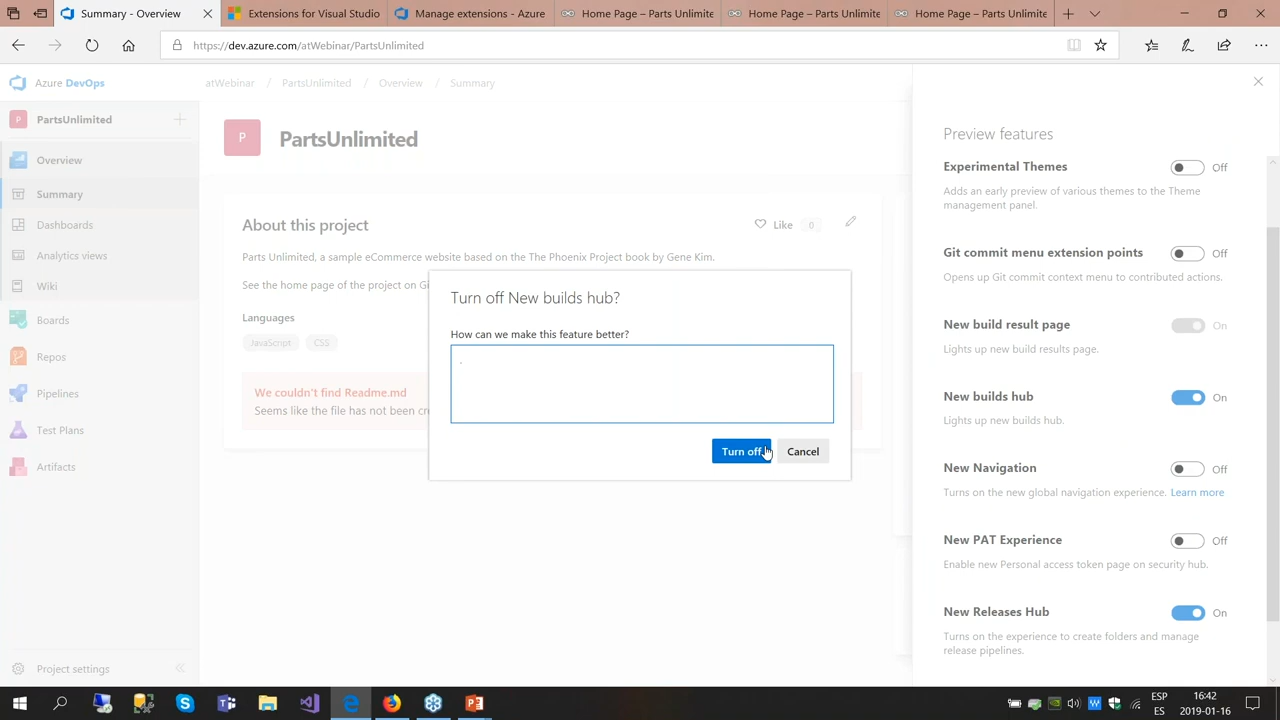 Summary - Overview
Extensions for Visual Studio
Manage extensions - Azure
Home Page - Parts Unlimite
Home Page - Parts Unlimite
https://dev.azure.com/atWebinar/PartsUnlimited
Azure DevOps
atWebinar / PartsUnlimited / Overview / Summary
P PartsUnlimited
Overview
Summary
Dashboards
Analytics views
Wiki
Boards
Repos
Pipelines
Test Plans
Artifacts
Project settings
P PartsUnlimited
About this project
Like 0
Parts Unlimited, a sample eCommerce website based on the The Phoenix Project book by Gene Kim.
See the home page of the project on Gi
Languages
JavaScript CSS
We couldn't find Readme.md
Seems like the file has not been cre
Turn off New builds hub?
How can we make this feature better?
.
Turn off Cancel
Preview features
Experimental Themes Off
Adds an early preview of various themes to the Theme
management panel.
Git commit menu extension points Off
Opens up Git commit context menu to contributed actions.
New build result page On
Lights up new build results page.
New builds hub On
Lights up new builds hub.
New Navigation Off
Turns on the new global navigation experience. Learn more
New PAT Experience Off
Enable new Personal access token page on security hub.
New Releases Hub On
Turns on the experience to create folders and manage
release pipelines.
ESP
ES
16:42
2019-01-16